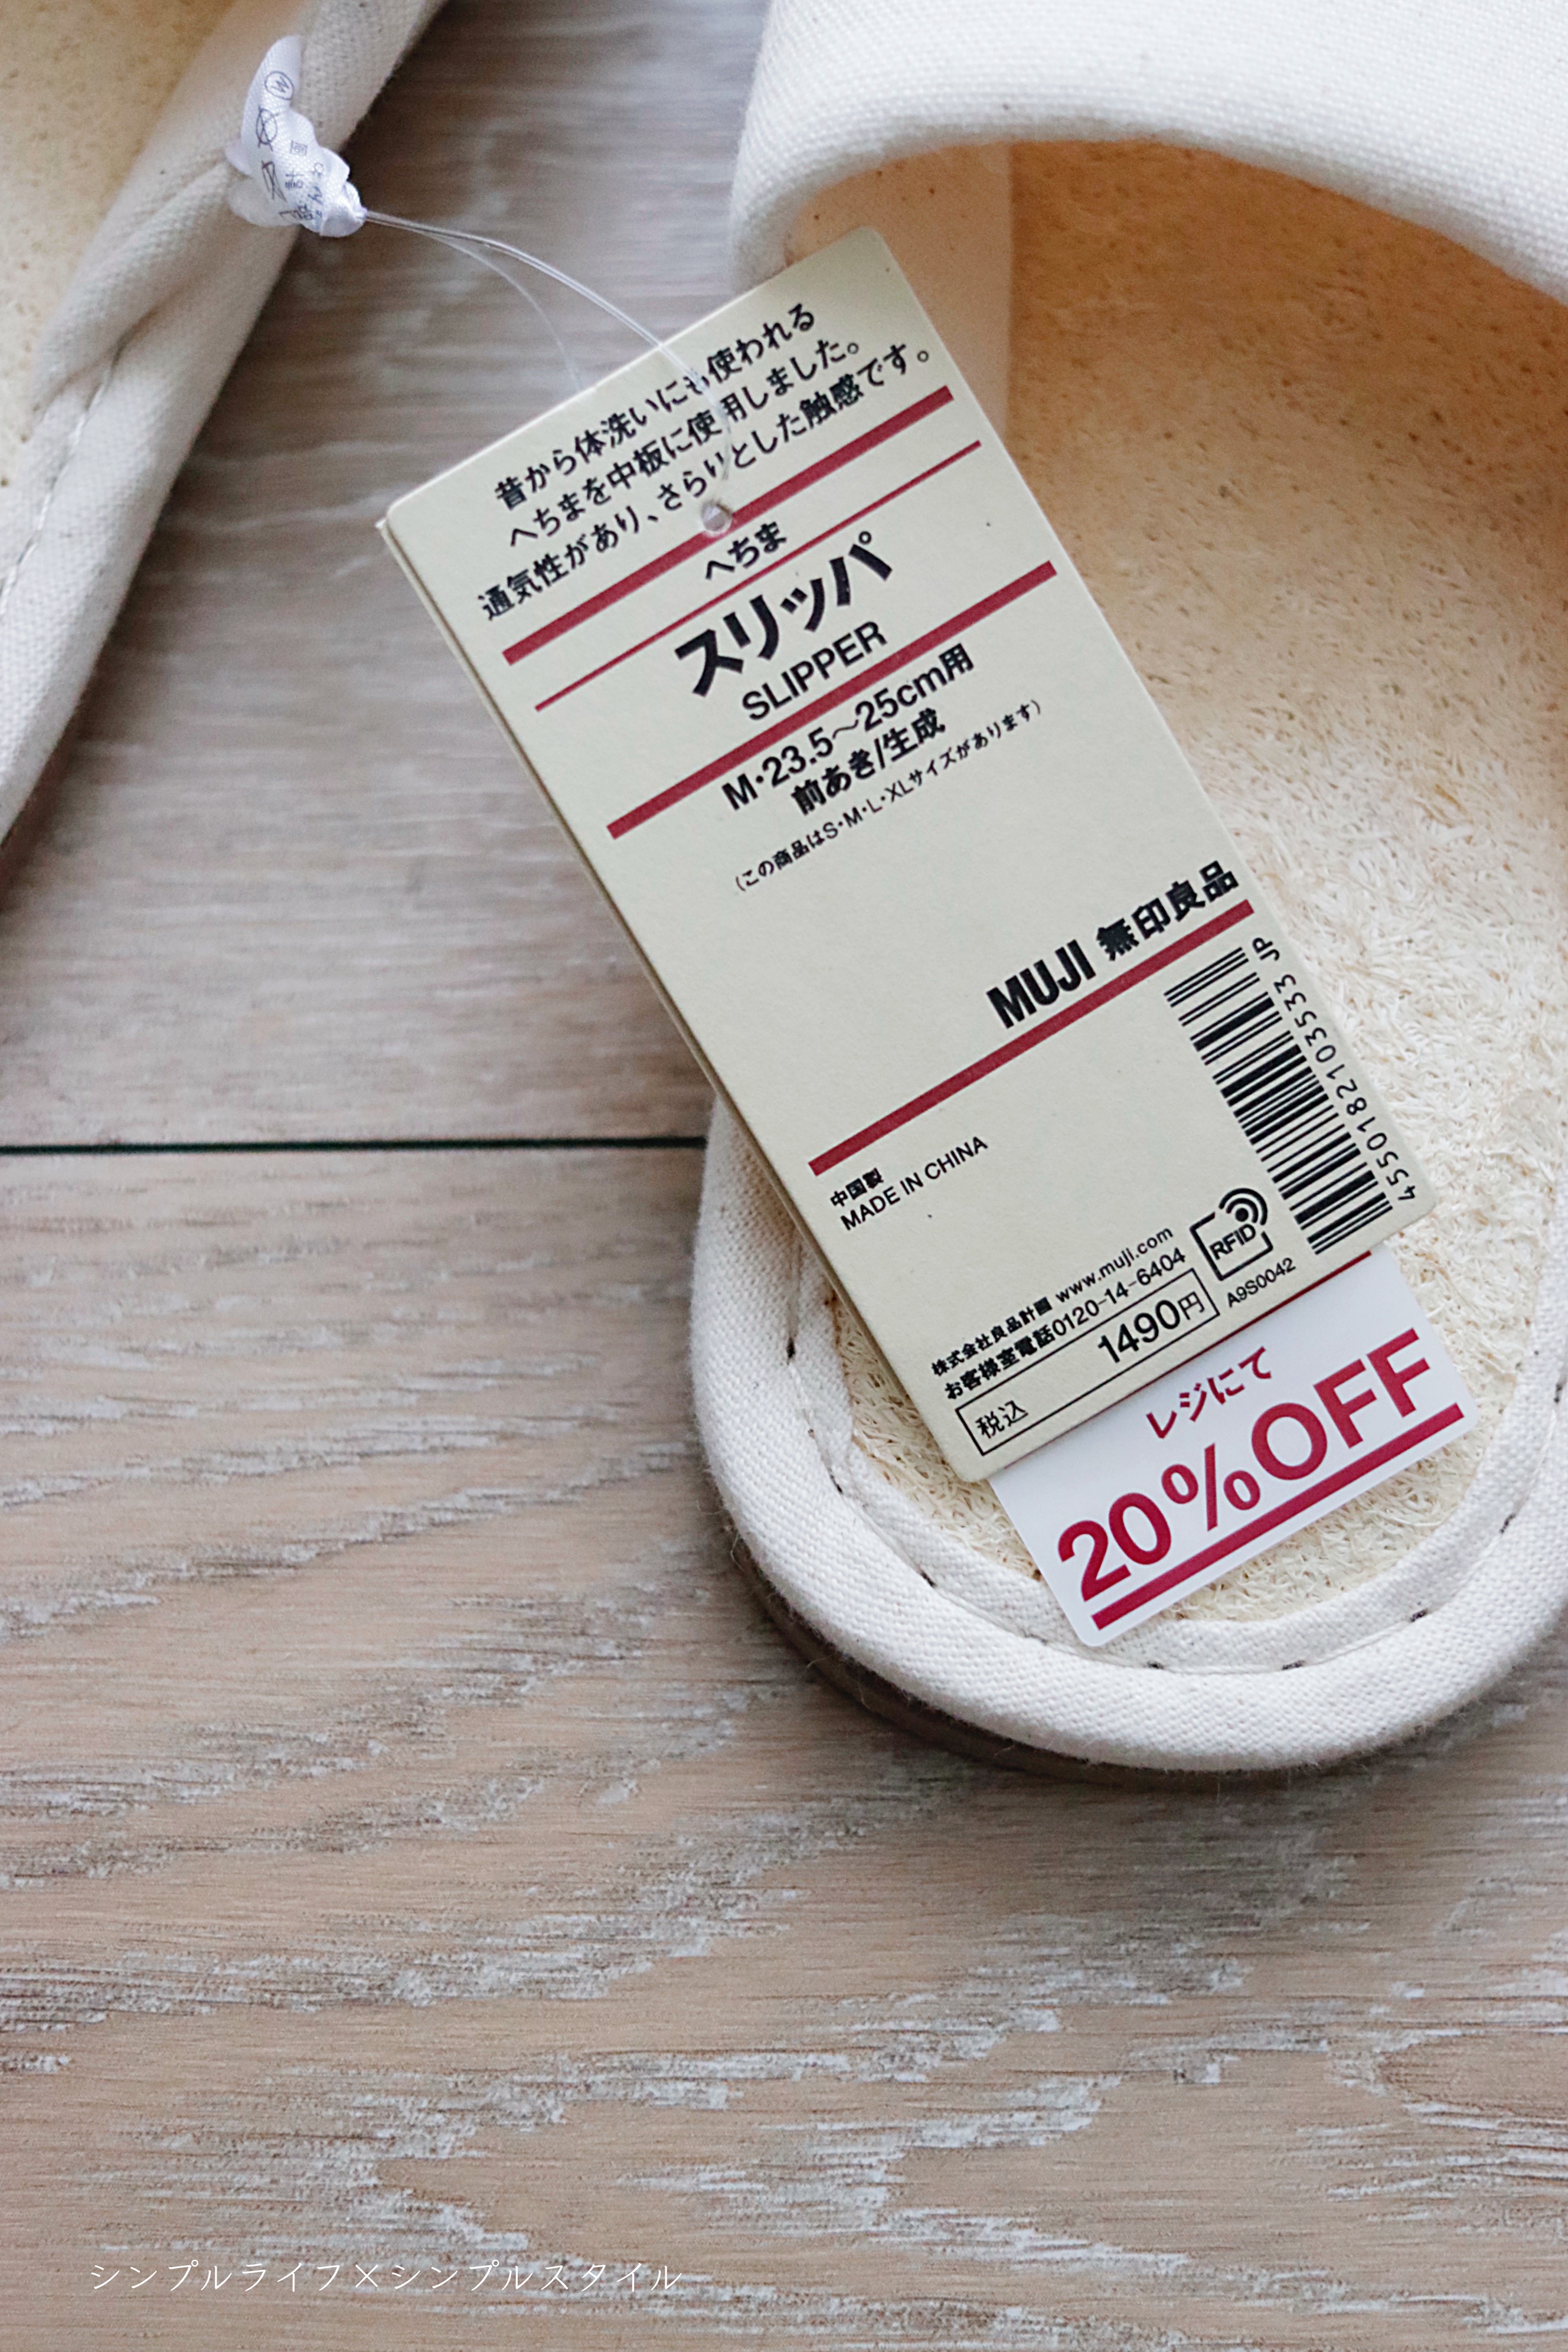 昔から体洗いにも使われる
へちまを中板に使用しました。
通気性があり、さらりとした触感です。
へちま
スリッパ
SLIPPER
M・23.5〜25cm用
前あき/生成
(この商品はS・M・L・XLサイズがあります)
MUJI 無印良品
4550182103533 JP
中国製
MADE IN CHINA
株式会社良品計画 www.muji.com
お客様室電話0120-14-6404
RFID
A9S0042
税込 1490円
レジにて
20%OFF
シンプルライフ×シンプルスタイル